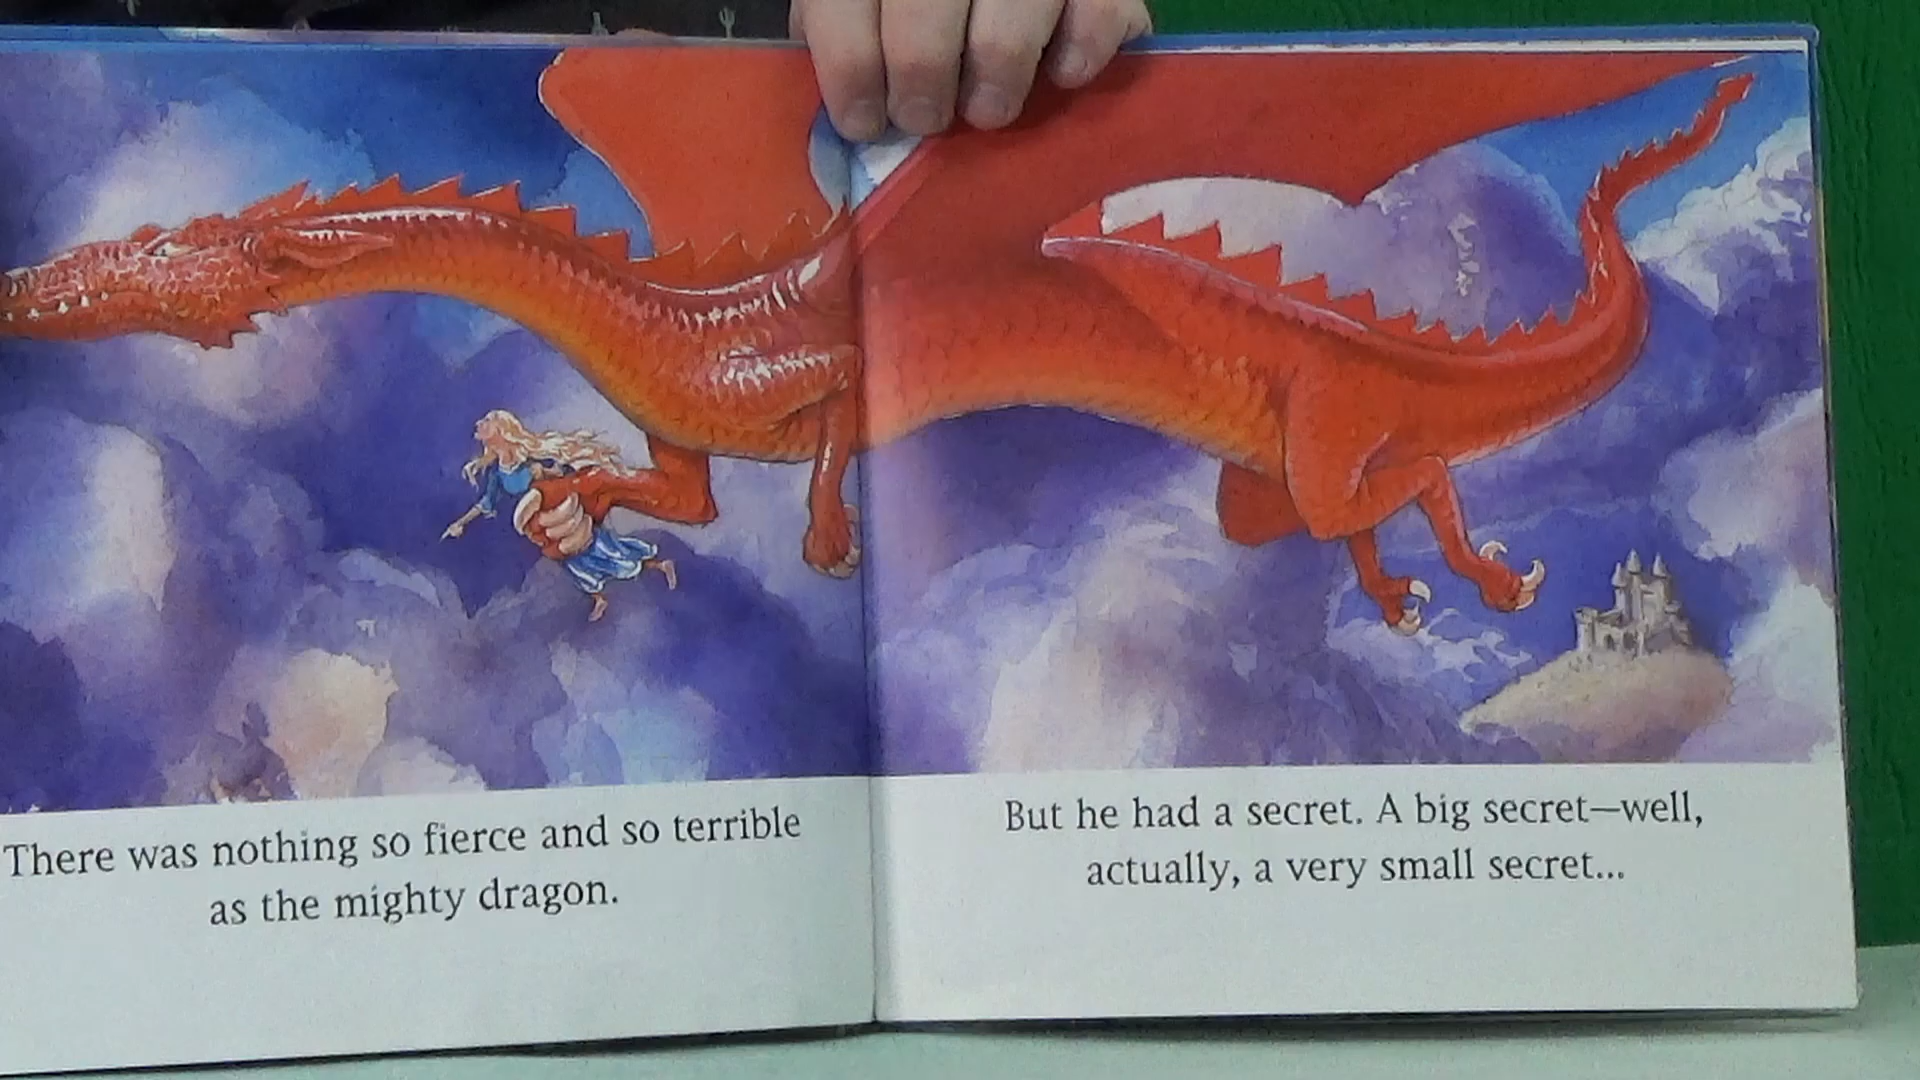 There was nothing so fierce and so terrible
as the mighty dragon.
But he had a secret. A big secret—well,
actually, a very small secret...